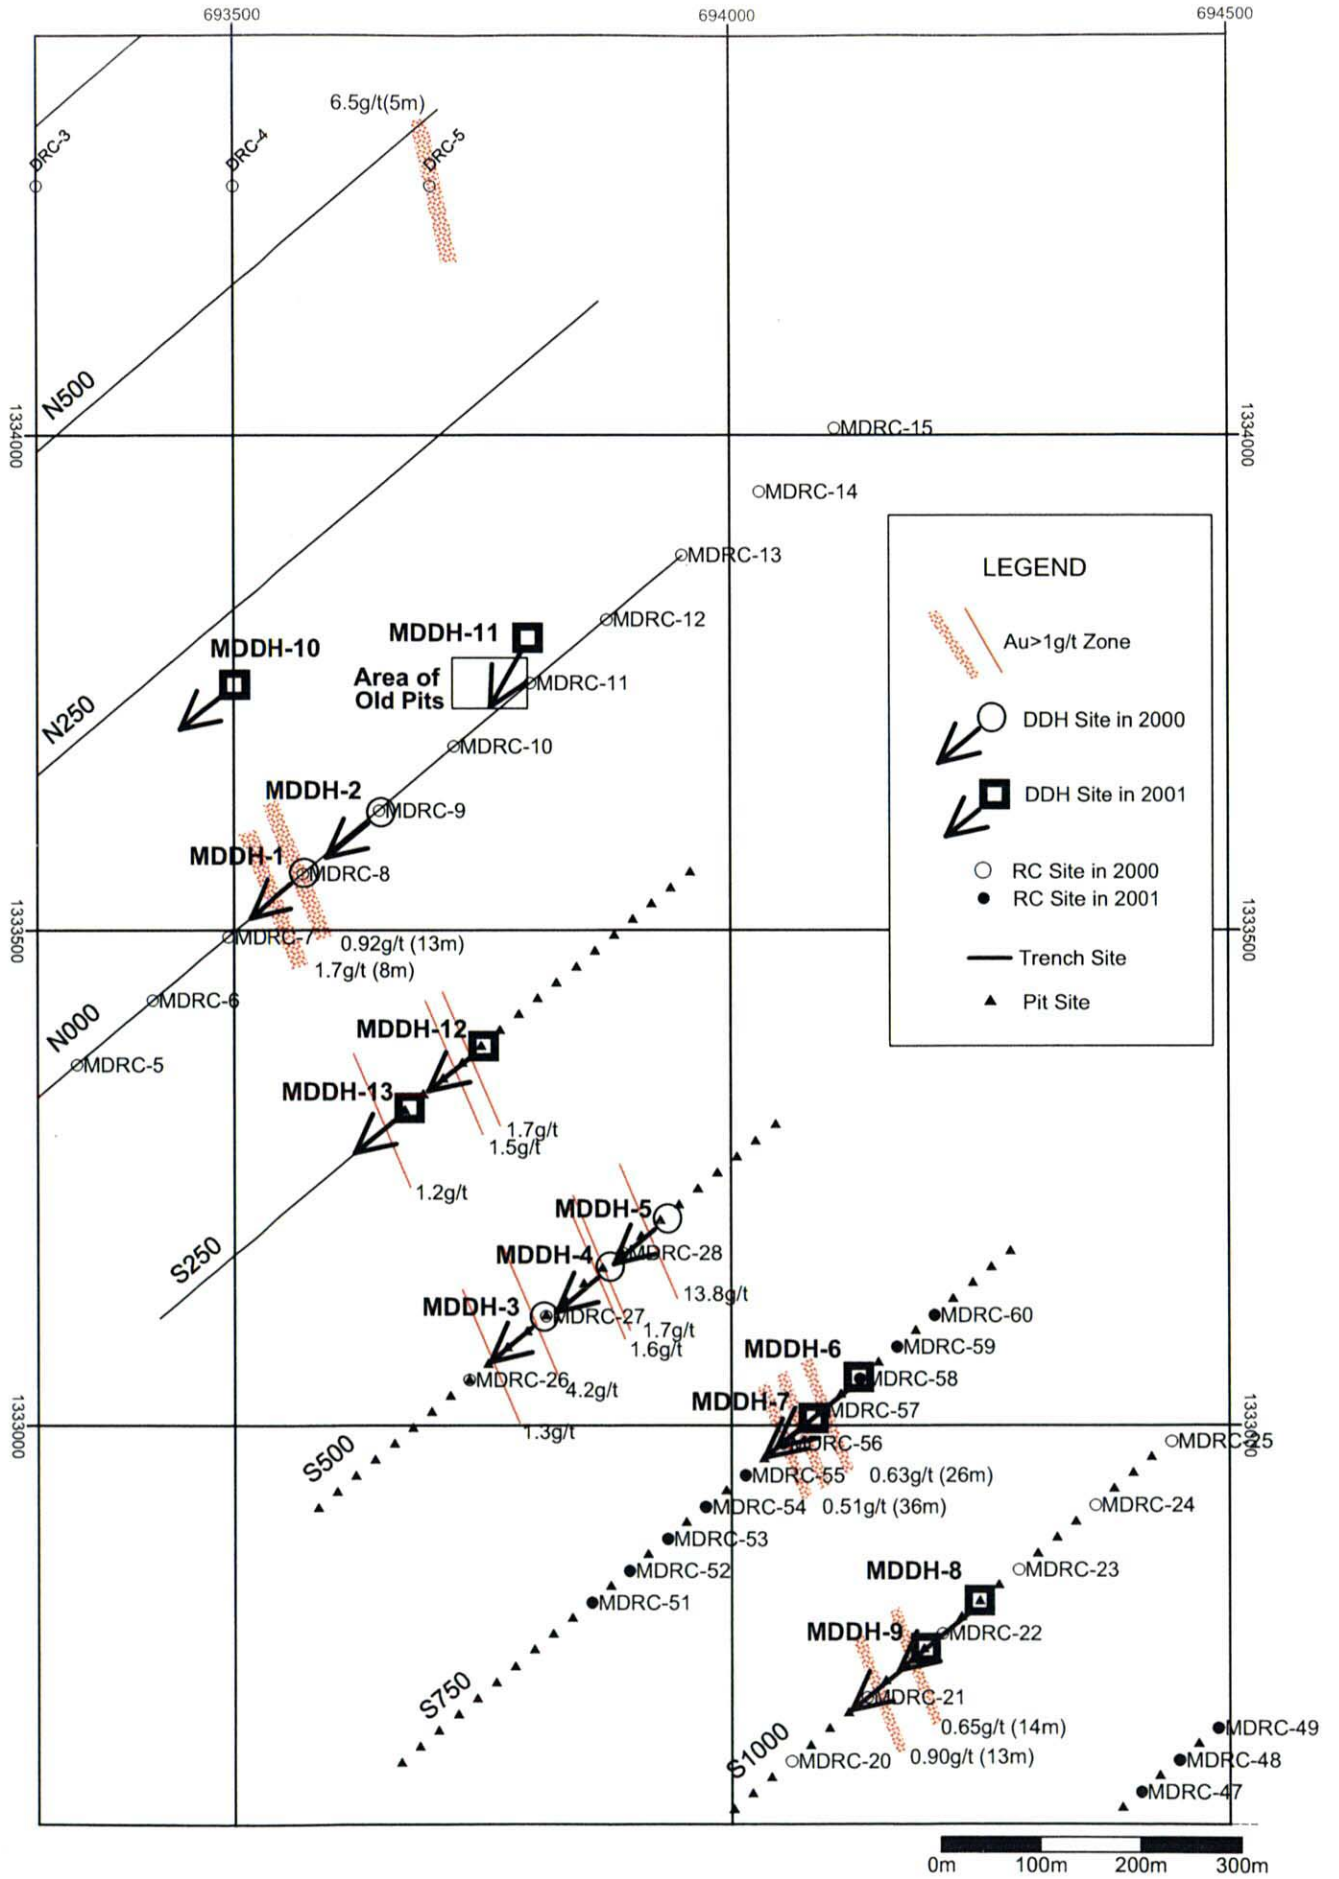 693500
694000
694500
6.5g/t(5m)
DRC-3
DRC-4
DRC-5
N500
1334000
1334000
MDRC-15
MDRC-14
LEGEND
Au>1g/t Zone
DDH Site in 2000
DDH Site in 2001
RC Site in 2000
RC Site in 2001
Trench Site
Pit Site
MDRC-13
MDRC-12
MDDH-11
MDDH-10
Area of
Old Pits
MDRC-11
N250
MDRC-10
MDDH-2
MDRC-9
MDDH-1
MDRC-8
1333500
1333500
MDRC-7
0.92g/t (13m)
1.7g/t (8m)
MDRC-6
N000
MDRC-5
MDDH-12
MDDH-13
1.7g/t
1.5g/t
1.2g/t
S250
MDDH-5
MDDH-4
MDRC-28
13.8g/t
MDDH-3
MDRC-27
1.7g/t
1.6g/t
MDRC-26
4.2g/t
1.3g/t
MDRC-60
MDRC-59
MDDH-6
MDRC-58
MDDH-7
MDRC-57
1333000
1333000
MDRC-56
MDRC-25
S500
MDRC-55
0.63g/t (26m)
MDRC-54
0.51g/t (36m)
MDRC-24
MDRC-53
MDRC-52
MDDH-8
MDRC-23
MDRC-51
MDDH-9
MDRC-22
S750
MDRC-21
0.65g/t (14m)
0.90g/t (13m)
S1000
MDRC-20
MDRC-49
MDRC-48
MDRC-47
0m
100m
200m
300m